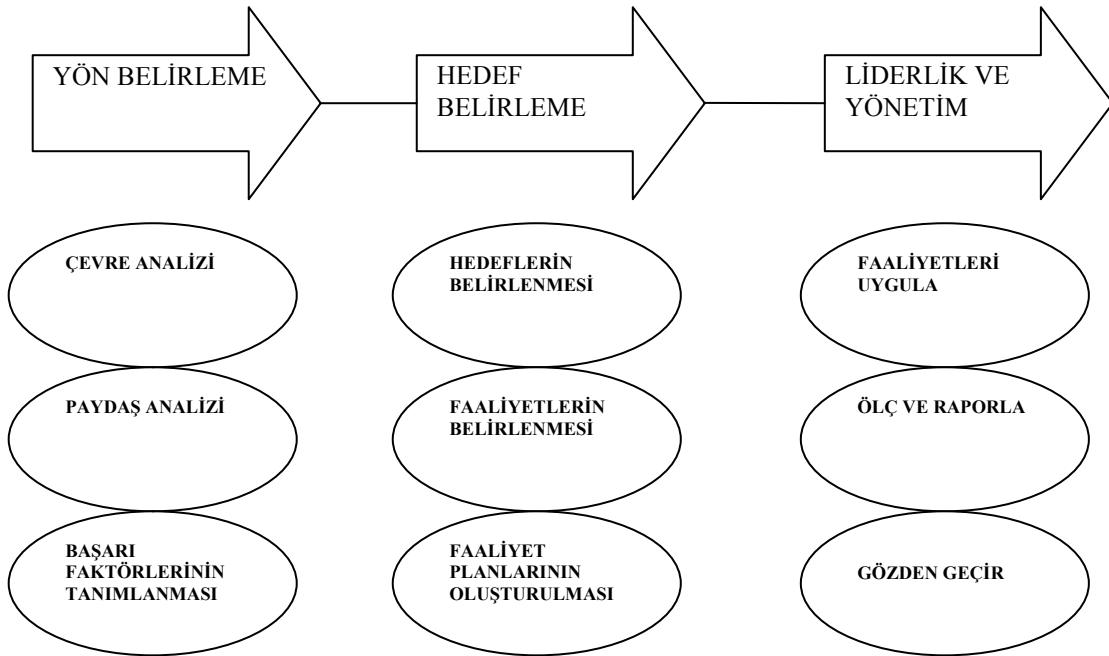 YÖN BELİRLEME
HEDEF
BELİRLEME
LİDERLİK VE
YÖNETİM
ÇEVRE ANALİZİ
HEDEFLERİN
BELİRLENMESİ
FAALİYETLERİ
UYGULA
PAYDAŞ ANALİZİ
FAALİYETLERİN
BELİRLENMESİ
ÖLÇ VE RAPORLA
BAŞARI
FAKTÖRLERİNİN
TANIMLANMASI
FAALİYET
PLANLARININ
OLUŞTURULMASI
GÖZDEN GEÇİR